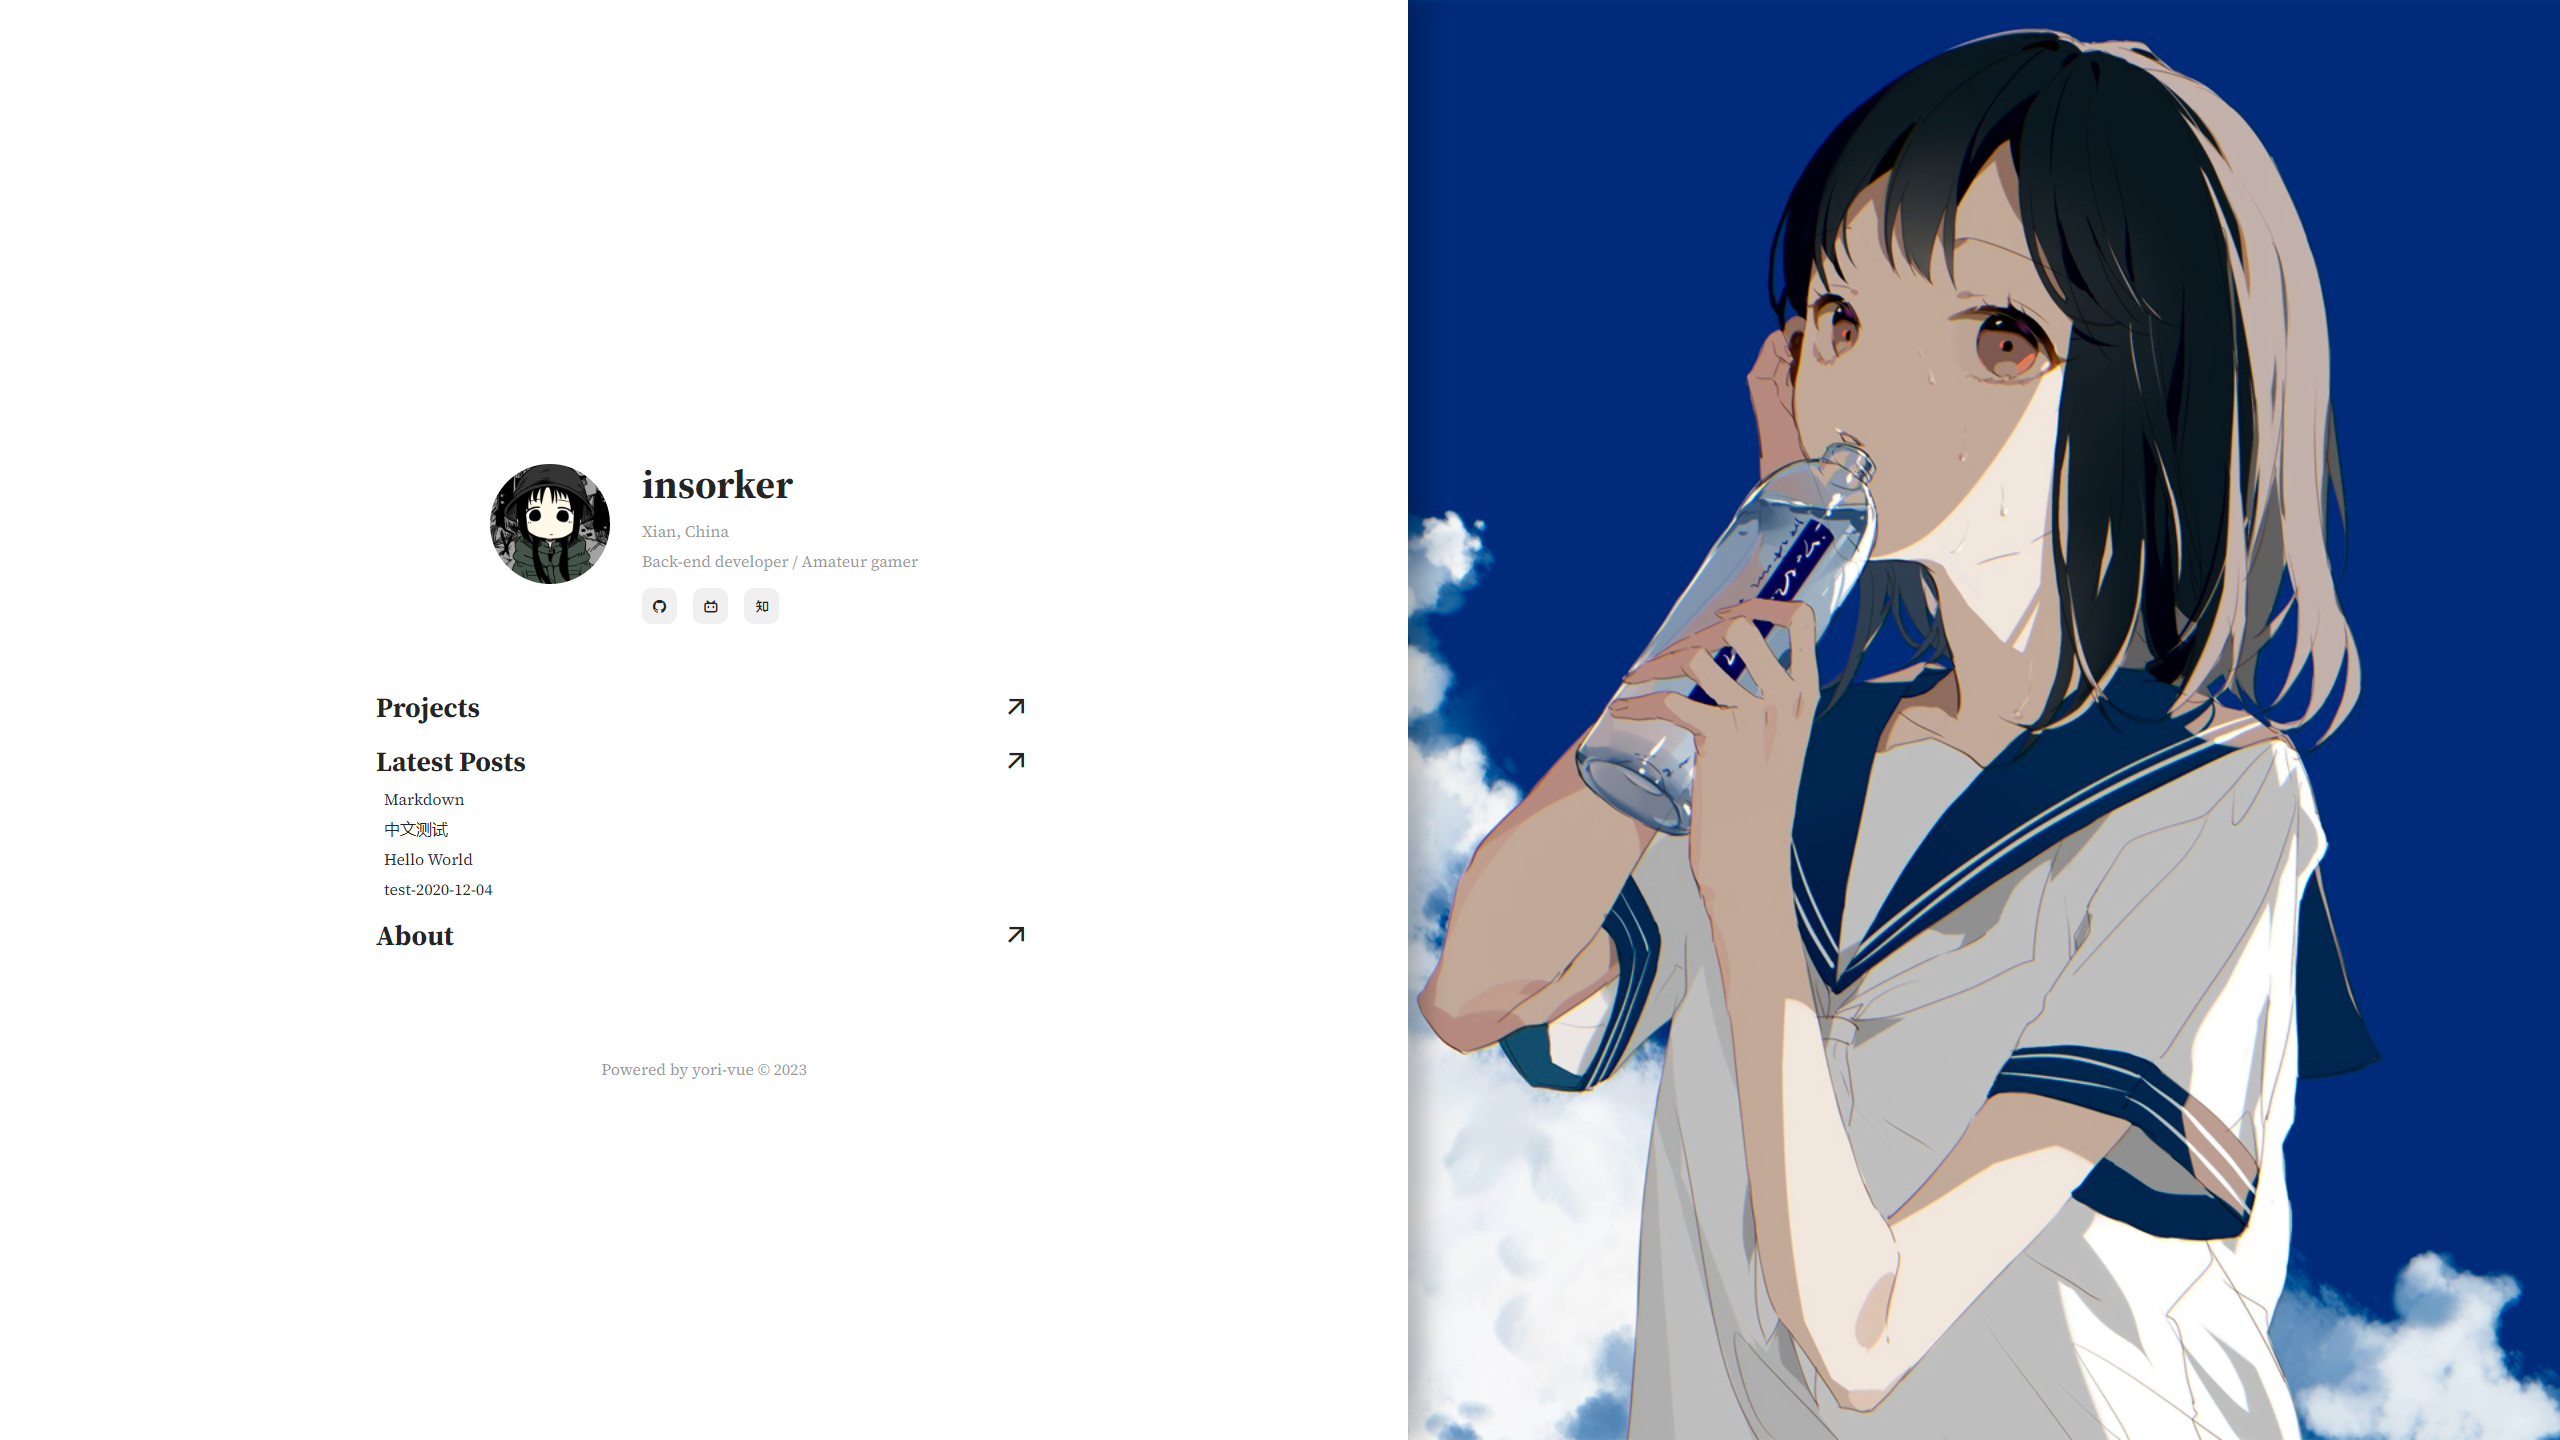 insorker
Xian, China
Back-end developer / Amateur gamer
知
Projects
Latest Posts
Markdown
中文测试
Hello World
test-2020-12-04
About
Powered by yori-vue © 2023